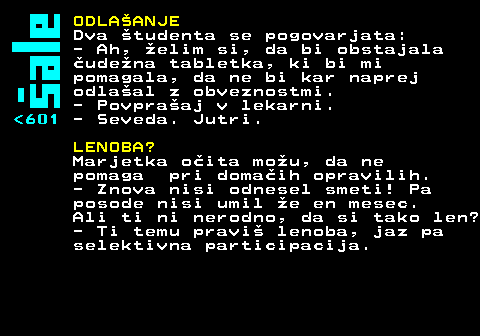 Šale
<601
ODLAŠANJE
Dva študenta se pogovarjata:
- Ah, želim si, da bi obstajala
čudežna tabletka, ki bi mi
pomagala, da ne bi kar naprej
odlašal z obveznostmi.
- Povprašaj v lekarni.
- Seveda. Jutri.
LENOBA?
Marjetka očita možu, da ne
pomaga  pri domačih opravilih.
- Znova nisi odnesel smeti! Pa
posode nisi umil že en mesec.
Ali ti ni nerodno, da si tako len?
- Ti temu praviš lenoba, jaz pa
selektivna participacija.